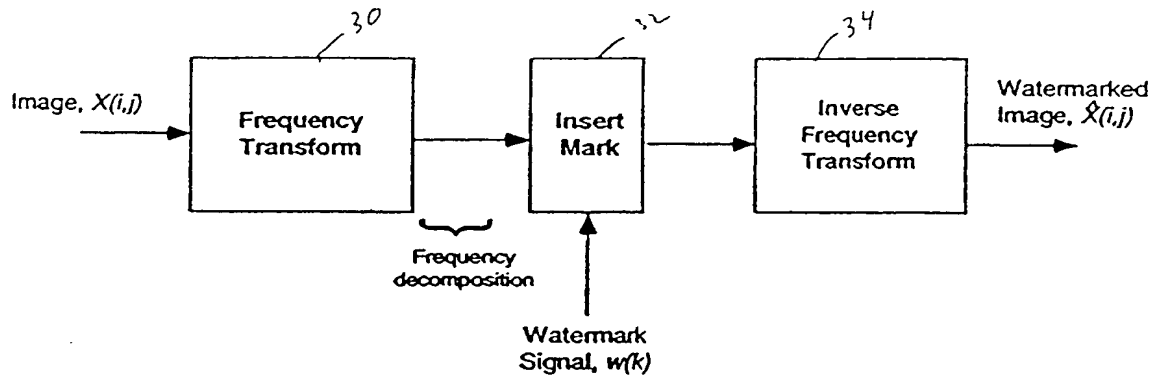 30
32
34
Image, X(i,j)
Frequency
Transform
Insert
Mark
Inverse
Frequency
Transform
Watermarked
Image, X̂(i,j)
Frequency
decomposition
Watermark
Signal, w(k)